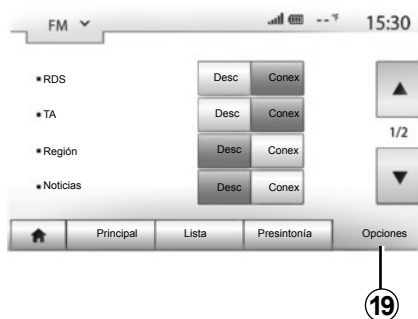 FM -- °F 15:30
RDS Desc Conex
TA Desc Conex
1/2
Región Desc Conex
Noticias Desc Conex
Principal Lista Presintonía Opciones
19